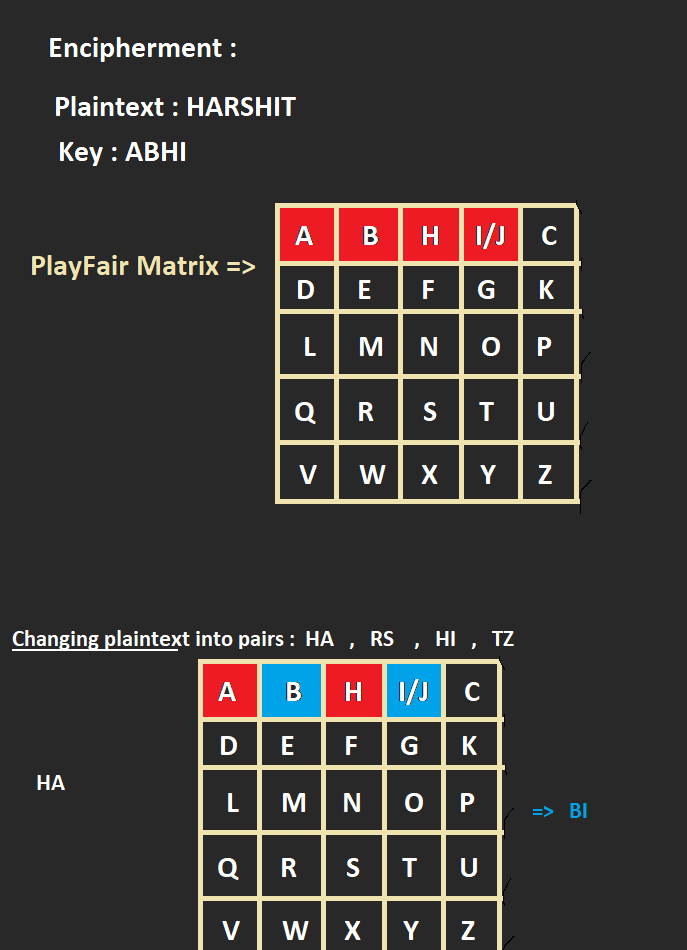 Encipherment :
Plaintext : HARSHIT
Key : ABHI
PlayFair Matrix =>
A B H I/J C
D E F G K
L M N O P
Q R S T U
V W X Y Z
Changing plaintext into pairs : HA , RS , HI , TZ
A B H I/J C
D E F G K
HA
L M N O P
=> BI
Q R S T U
V W X Y Z